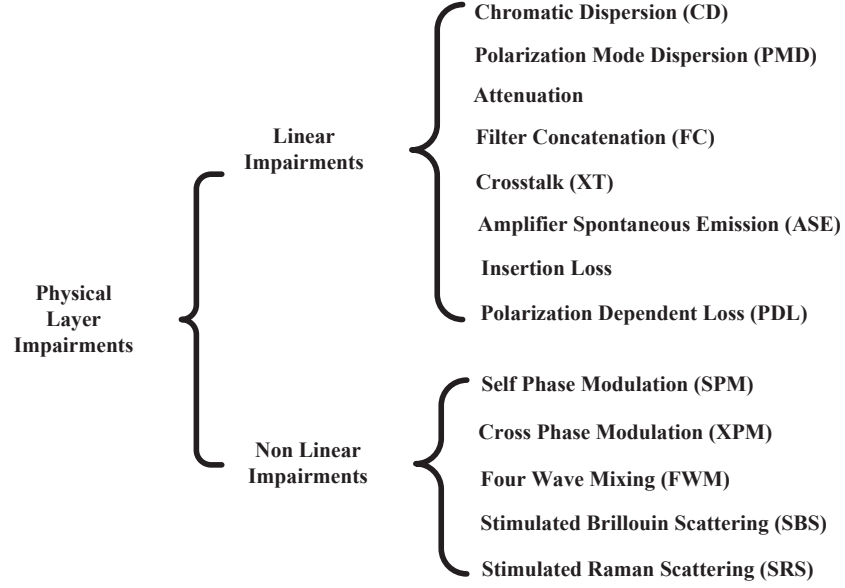 Physical
Layer
Impairments
Linear
Impairments
Chromatic Dispersion (CD)
Polarization Mode Dispersion (PMD)
Attenuation
Filter Concatenation (FC)
Crosstalk (XT)
Amplifier Spontaneous Emission (ASE)
Insertion Loss
Polarization Dependent Loss (PDL)
Non Linear
Impairments
Self Phase Modulation (SPM)
Cross Phase Modulation (XPM)
Four Wave Mixing (FWM)
Stimulated Brillouin Scattering (SBS)
Stimulated Raman Scattering (SRS)